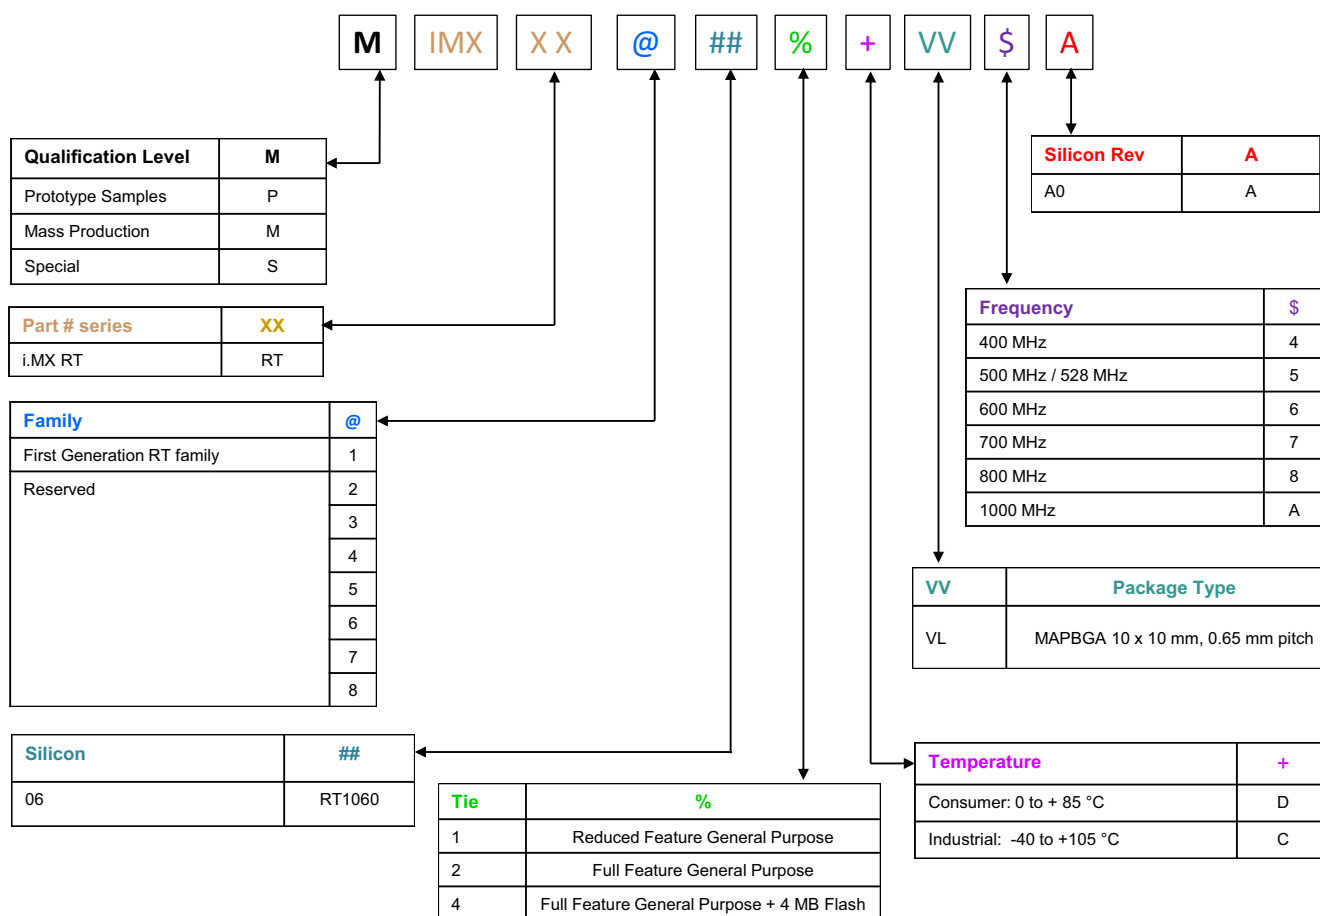 M IMX X X @ ## % + VV $ A
Qualification Level M
Prototype Samples P
Mass Production M
Special S
Part # series XX
i.MX RT RT
Family @
First Generation RT family 1
Reserved 2
3
4
5
6
7
8
Silicon ##
06 RT1060
Tie %
1 Reduced Feature General Purpose
2 Full Feature General Purpose
4 Full Feature General Purpose + 4 MB Flash
Silicon Rev A
A0 A
Frequency $
400 MHz 4
500 MHz / 528 MHz 5
600 MHz 6
700 MHz 7
800 MHz 8
1000 MHz A
VV Package Type
VL MAPBGA 10 x 10 mm, 0.65 mm pitch
Temperature +
Consumer: 0 to + 85 °C D
Industrial: -40 to +105 °C C